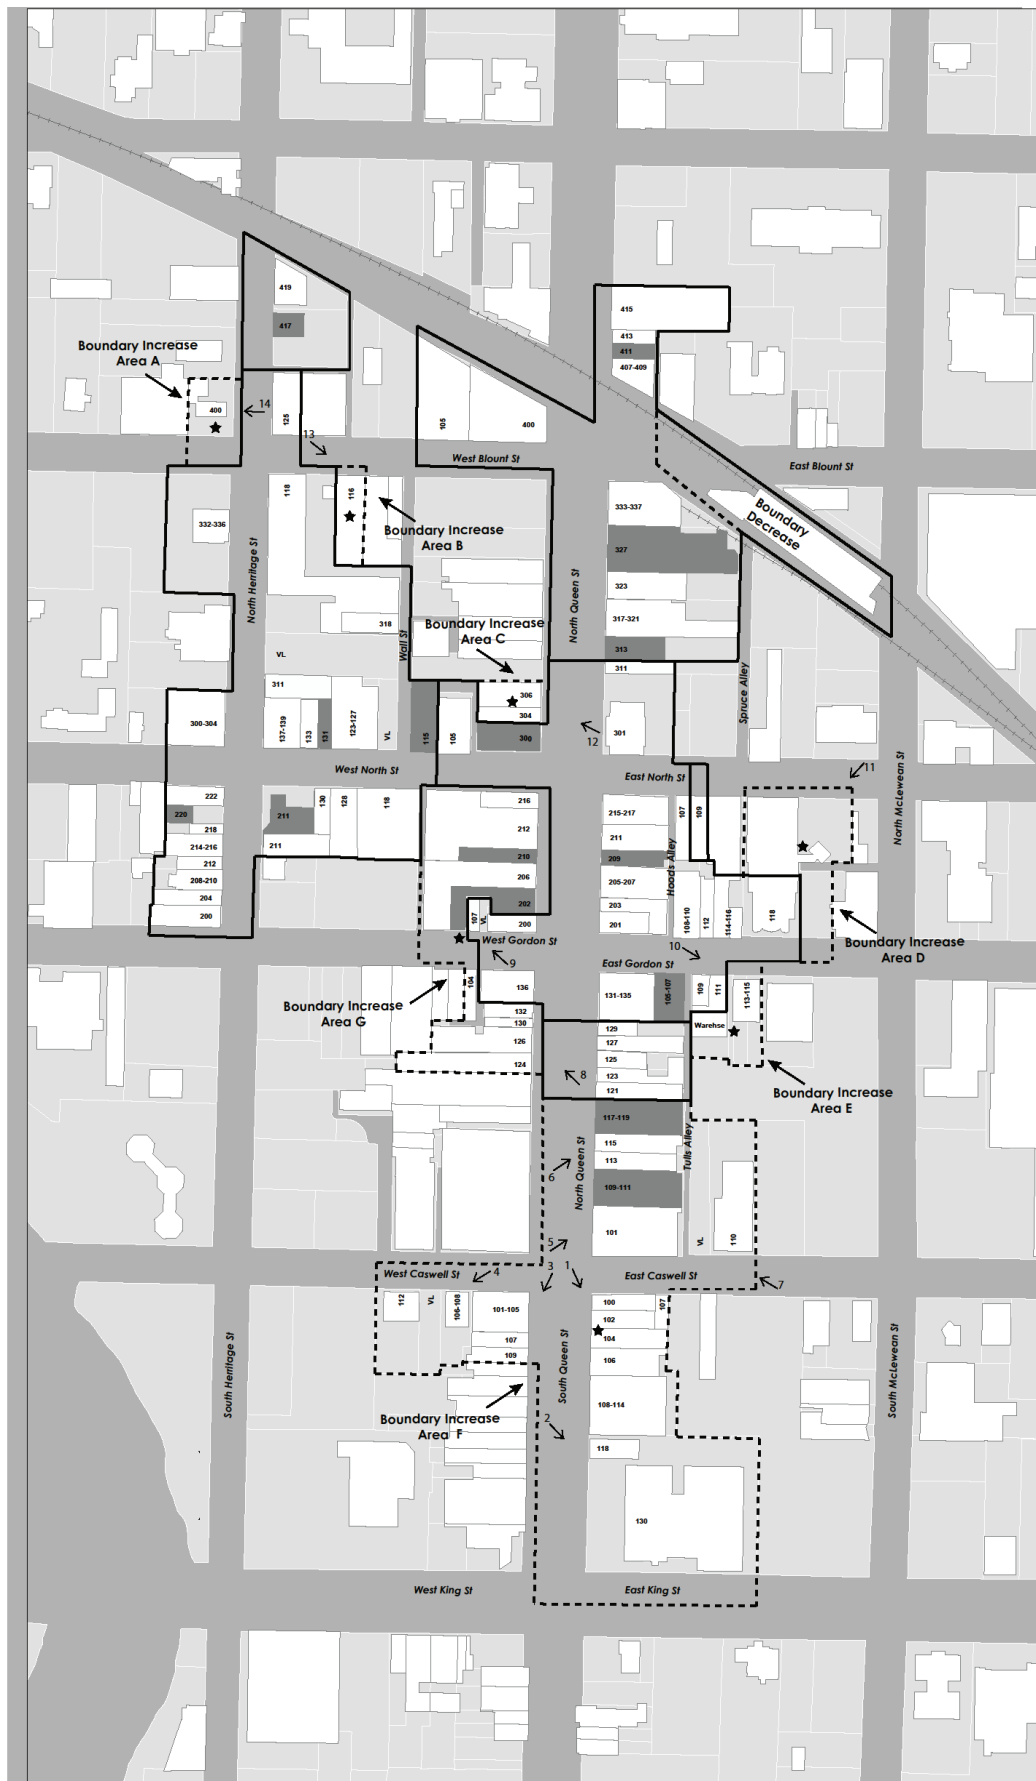 419
417
415
413
411
407-409
Boundary Increase
Area A
400
14
125
13
105
400
West Blount St
East Blount St
118
116
Boundary Increase
Area B
333-337
Boundary
Decrease
332-336
327
North Herritage St
North Queen St
323
317-321
318
Boundary Increase
Area C
Wall St
313
VL
311
311
306
304
Spruce Alley
300-304
137-139
133
131
123-127
VL
115
105
300
12
301
North McLewean St
West North St
East North St
11
222
220
218
214-216
212
208-210
204
200
211
211
130
128
118
216
212
210
206
202
107
VL
200
215-217
211
209
205-207
203
201
107
109
Hoods Alley
108-110
112
114-116
118
Boundary Increase
Area D
West Gordon St
East Gordon St
9
10
104
136
132
130
126
124
Boundary Increase
Area G
131-135
105-107
109
111
113-115
Warehse
129
127
125
123
121
8
Boundary Increase
Area E
117-119
115
113
109-111
101
Tulls Alley
North Queen St
6
5
VL
110
West Caswell St
East Caswell St
4
3
1
7
112
VL
106-108
101-105
107
109
100
102
104
107
106
108-114
118
130
South Herritage St
South Queen St
South McLewean St
Boundary Increase
Area F
2
West King St
East King St